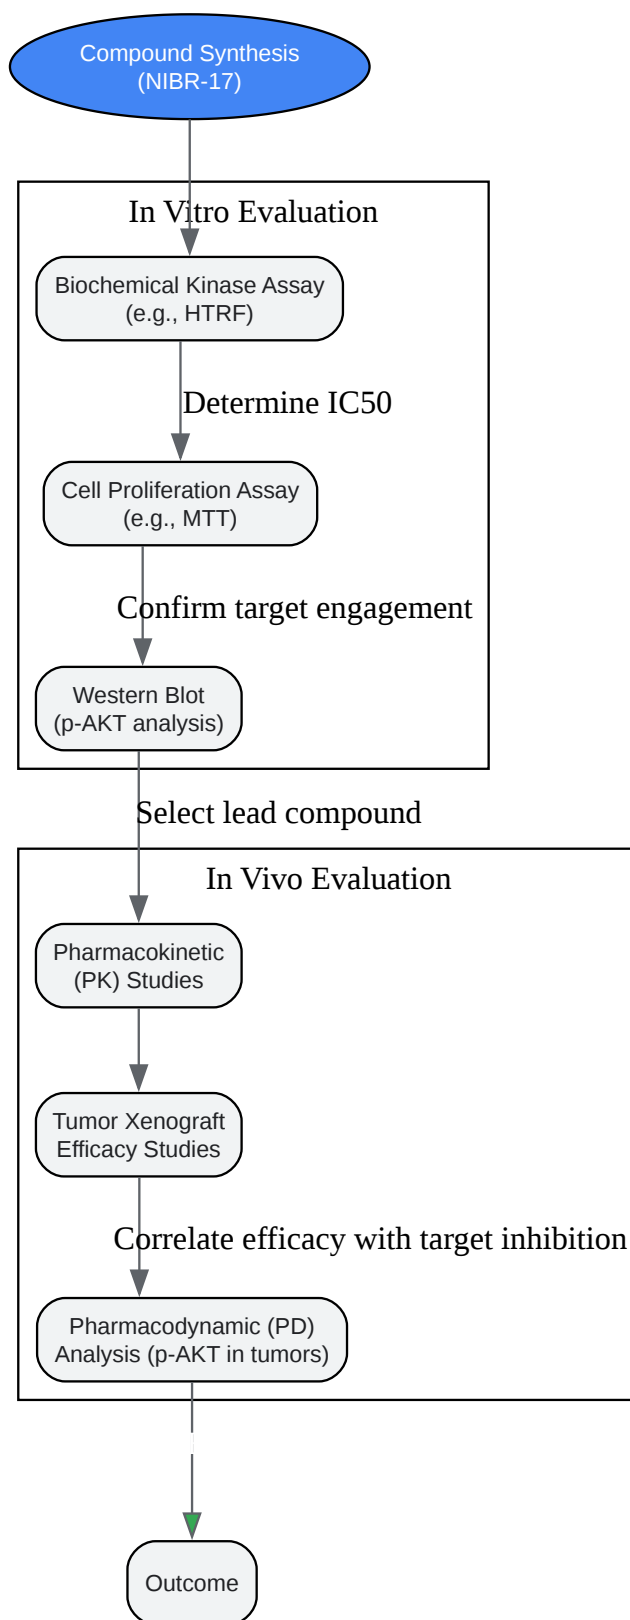 Compound Synthesis
(NIBR-17)
In Vitro Evaluation
Biochemical Kinase Assay
(e.g., HTRF)
Determine IC50
Cell Proliferation Assay
(e.g., MTT)
Confirm target engagement
Western Blot
(p-AKT analysis)
Select lead compound
In Vivo Evaluation
Pharmacokinetic
(PK) Studies
Tumor Xenograft
Efficacy Studies
Correlate efficacy with target inhibition
Pharmacodynamic (PD)
Analysis (p-AKT in tumors)
Outcome